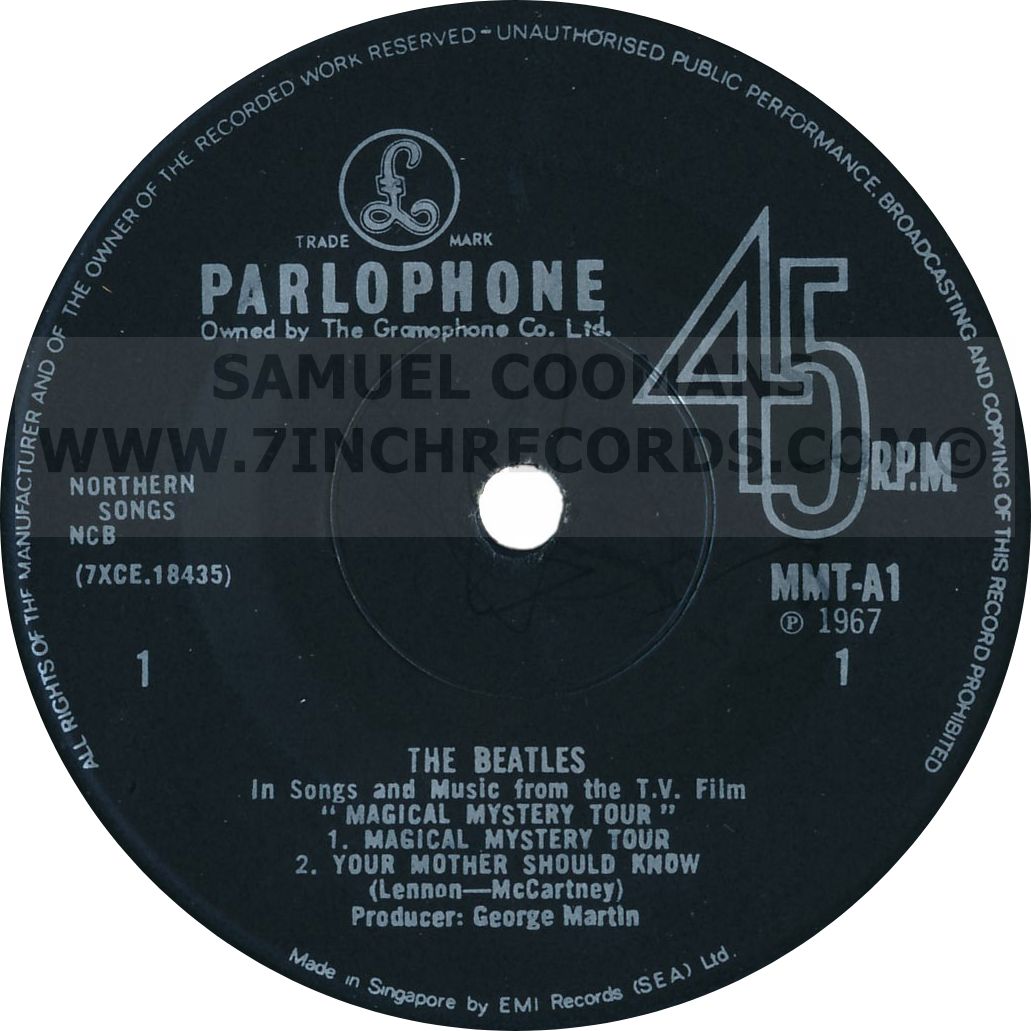 ALL RIGHTS OF THE MANUFACTURER AND OF THE OWNER OF THE RECORDED WORK RESERVED - UNAUTHORISED PUBLIC PERFORMANCE, BROADCASTING AND COPYING OF THIS RECORD PROHIBITED
£
TRADE MARK
PARLOPHONE
Owned by The Gramophone Co. Ltd.
45
R.P.M.
SAMUEL COOMANS
WWW.7INCHRECORDS.COM©
NORTHERN
SONGS
NCB
(7XCE.18435)
1
MMT-A1
℗ 1967
1
THE BEATLES
In Songs and Music from the T.V. Film
"MAGICAL MYSTERY TOUR"
1. MAGICAL MYSTERY TOUR
2. YOUR MOTHER SHOULD KNOW
(Lennon—McCartney)
Producer: George Martin
Made in Singapore by EMI Records (SEA) Ltd.